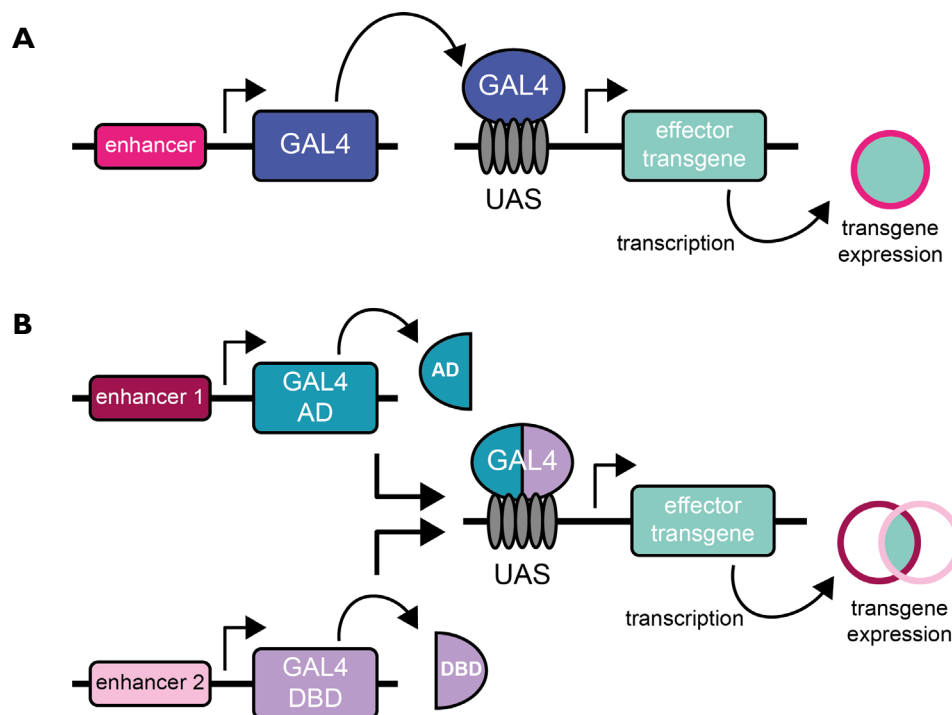 A
enhancer
GAL4
GAL4
UAS
effector
transgene
transcription
transgene
expression
B
enhancer 1
GAL4
AD
AD
GAL4
UAS
effector
transgene
transcription
transgene
expression
enhancer 2
GAL4
DBD
DBD